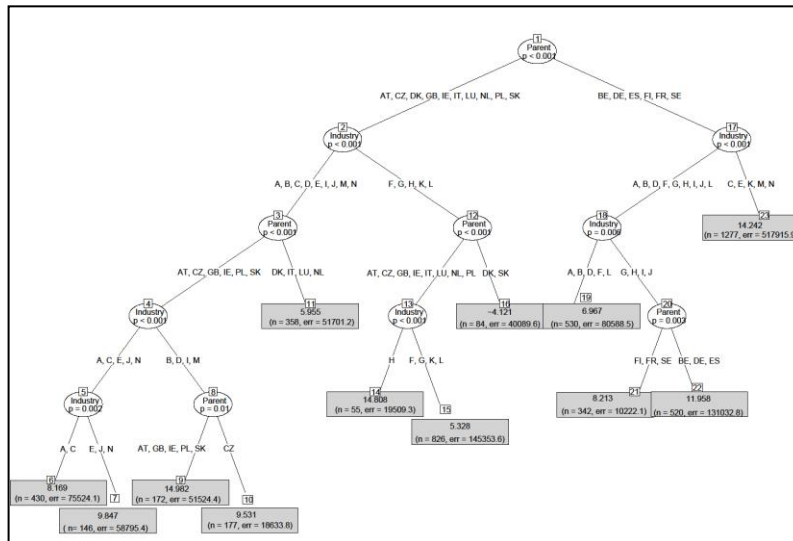 1
Parent
p < 0.001
AT, CZ, DK, GB, IE, IT, LU, NL, PL, SK
BE, DE, ES, FI, FR, SE
2
Industry
p < 0.001
17
Industry
p < 0.001
A, B, C, D, E, I, J, M, N
F, G, H, K, L
A, B, D, F, G, H, I, J, L
C, E, K, M, N
3
Parent
p < 0.001
12
Parent
p < 0.001
18
Industry
p = 0.006
23
14.242
(n = 1277, err = 517915.9
AT, CZ, GB, IE, PL, SK
DK, IT, LU, NL
AT, CZ, GB, IE, IT, LU, NL, PL
DK, SK
A, B, D, F, L
G, H, I, J
4
Industry
p < 0.001
11
5.955
(n = 358, err = 51701.2)
13
Industry
p < 0.001
16
-4.121
(n = 84, err = 40089.6)
19
6.967
(n = 530, err = 80588.5)
20
Parent
p = 0.003
A, C, E, J, N
B, D, I, M
H
F, G, K, L
FI, FR, SE
BE, DE, ES
5
Industry
p = 0.002
8
Parent
p = 0.01
14
14.808
(n = 55, err = 19509.3)
15
5.328
(n = 826, err = 145353.6)
21
8.213
(n = 342, err = 10222.1)
22
11.958
(n = 520, err = 131032.8)
A, C
E, J, N
AT, GB, IE, PL, SK
CZ
6
8.169
(n = 430, err = 75524.1)
7
9.847
( n= 146, err = 58795.4)
9
14.982
(n = 172, err = 51524.4)
10
9.531
(n = 177, err = 18633.8)